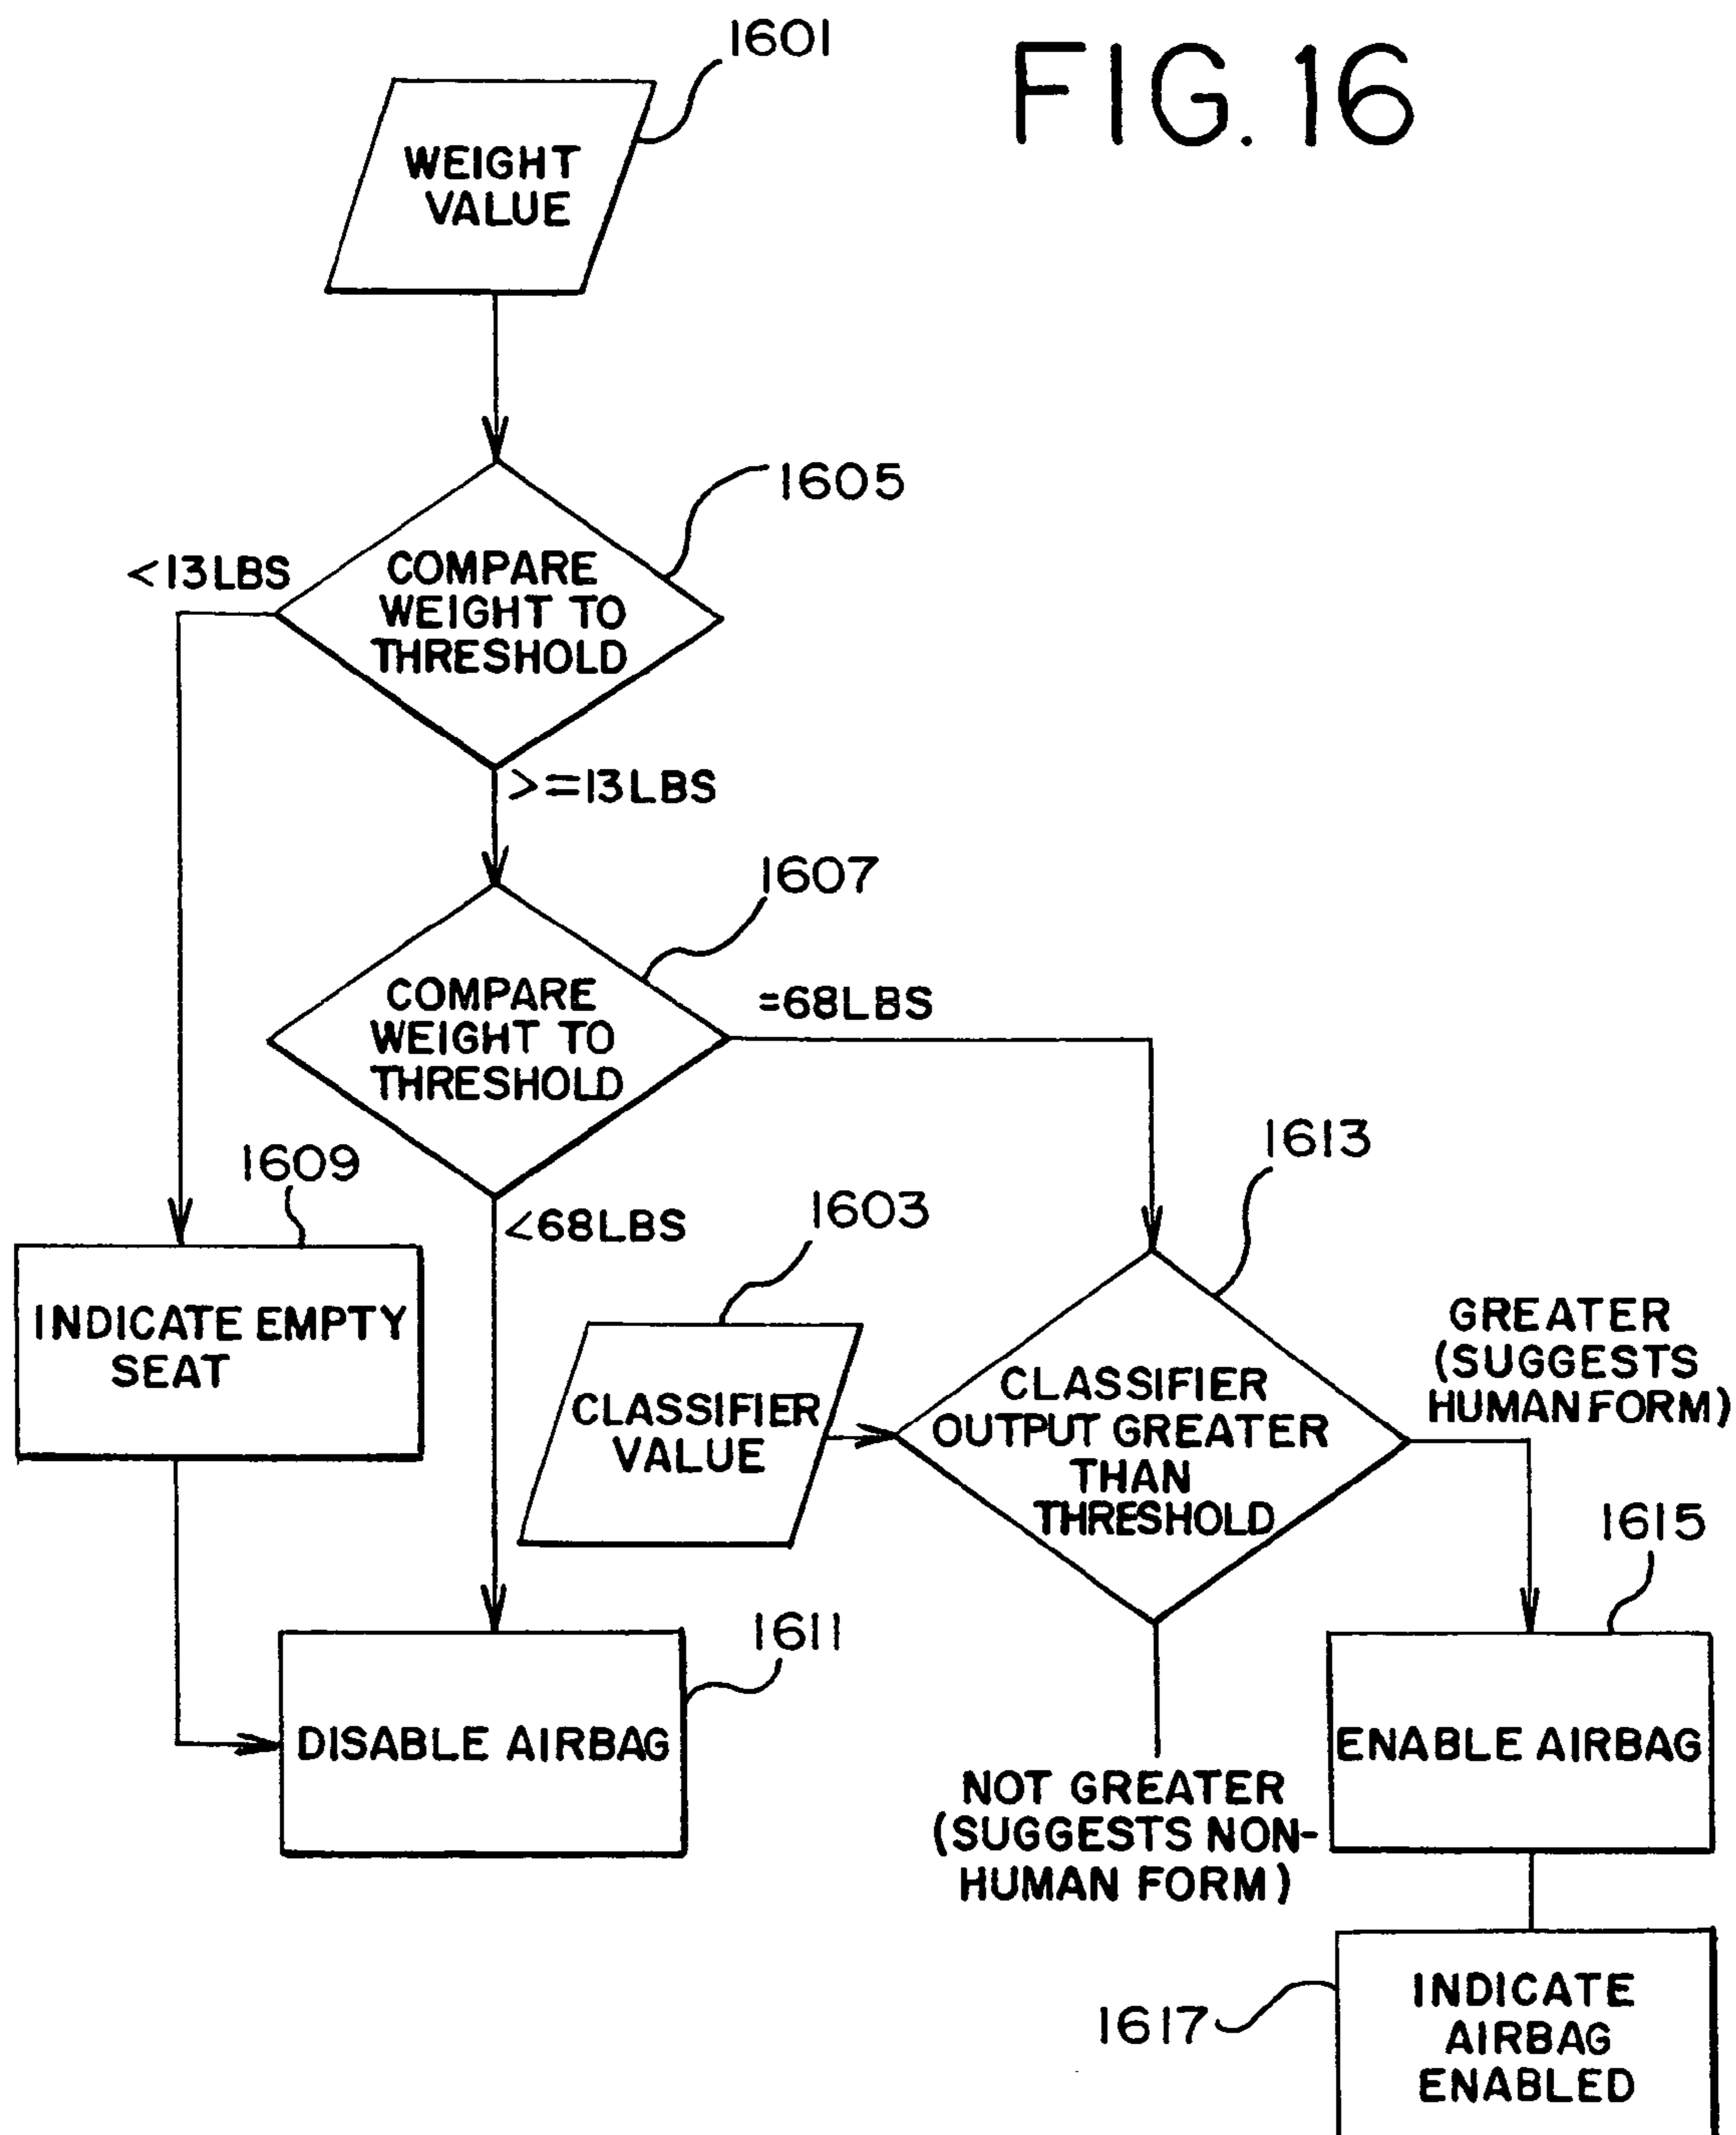 FIG. 16
1601
WEIGHT
VALUE
1605
<13LBS
COMPARE
WEIGHT TO
THRESHOLD
>=13LBS
1607
COMPARE
WEIGHT TO
THRESHOLD
=68LBS
1609
<68LBS
1603
1613
INDICATE EMPTY
SEAT
CLASSIFIER
VALUE
CLASSIFIER
OUTPUT GREATER
THAN
THRESHOLD
GREATER
(SUGGESTS
HUMAN FORM)
1615
1611
DISABLE AIRBAG
ENABLE AIRBAG
NOT GREATER
(SUGGESTS NON-
HUMAN FORM)
1617
INDICATE
AIRBAG
ENABLED